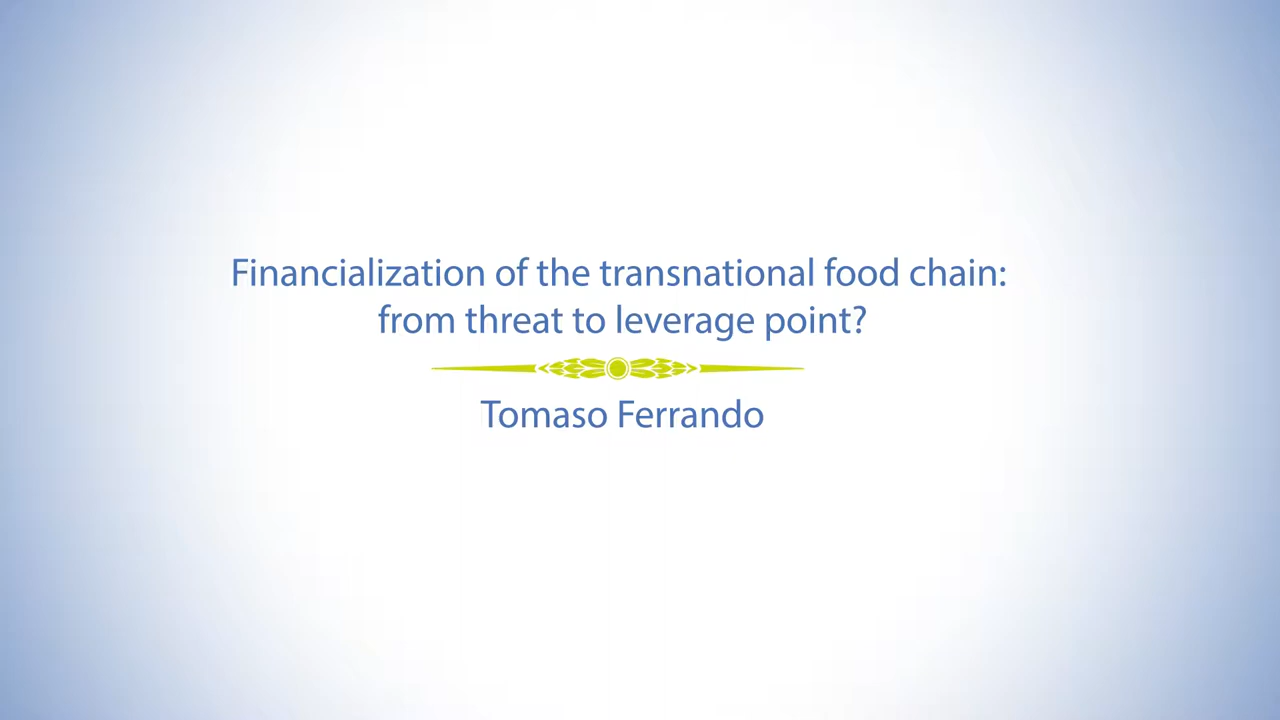 Financialization of the transnational food chain:
from threat to leverage point?
Tomaso Ferrando